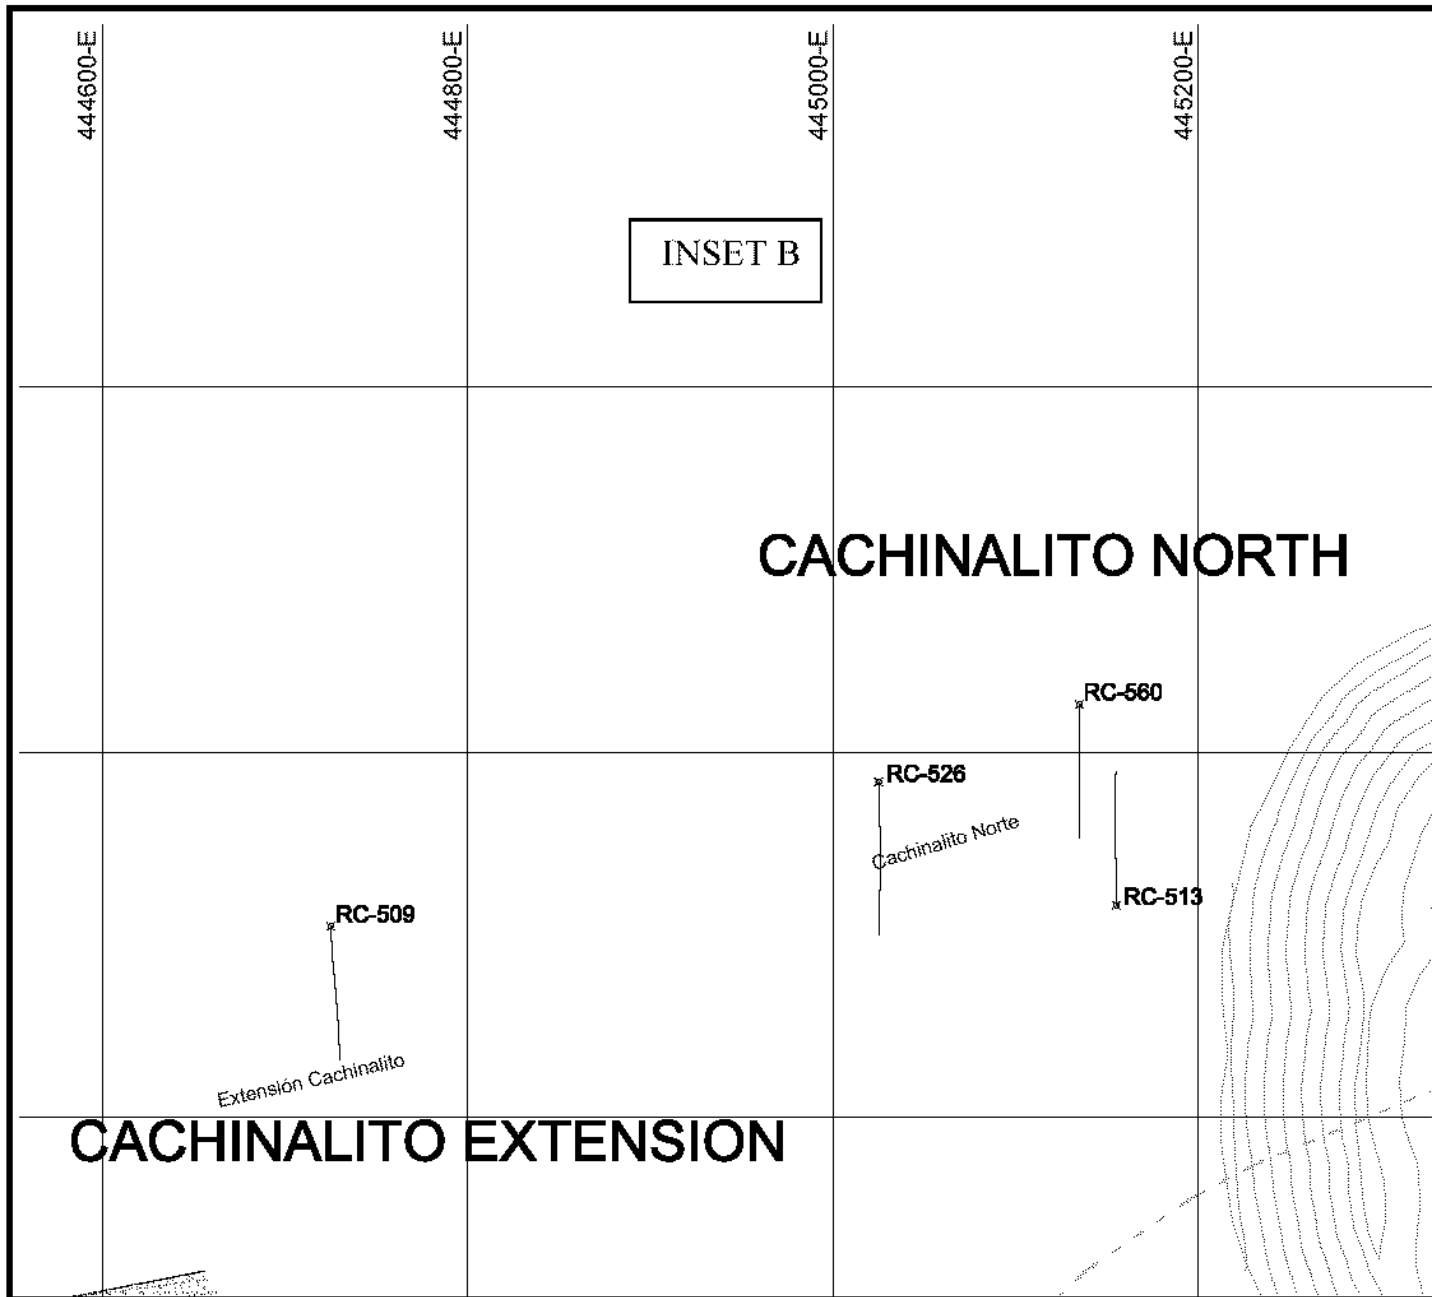 444600-E
444800-E
445000-E
445200-E
INSET B
CACHINALITO NORTH
RC-560
RC-526
Cachinalito Norte
RC-513
RC-509
Extensión Cachinalito
CACHINALITO EXTENSION